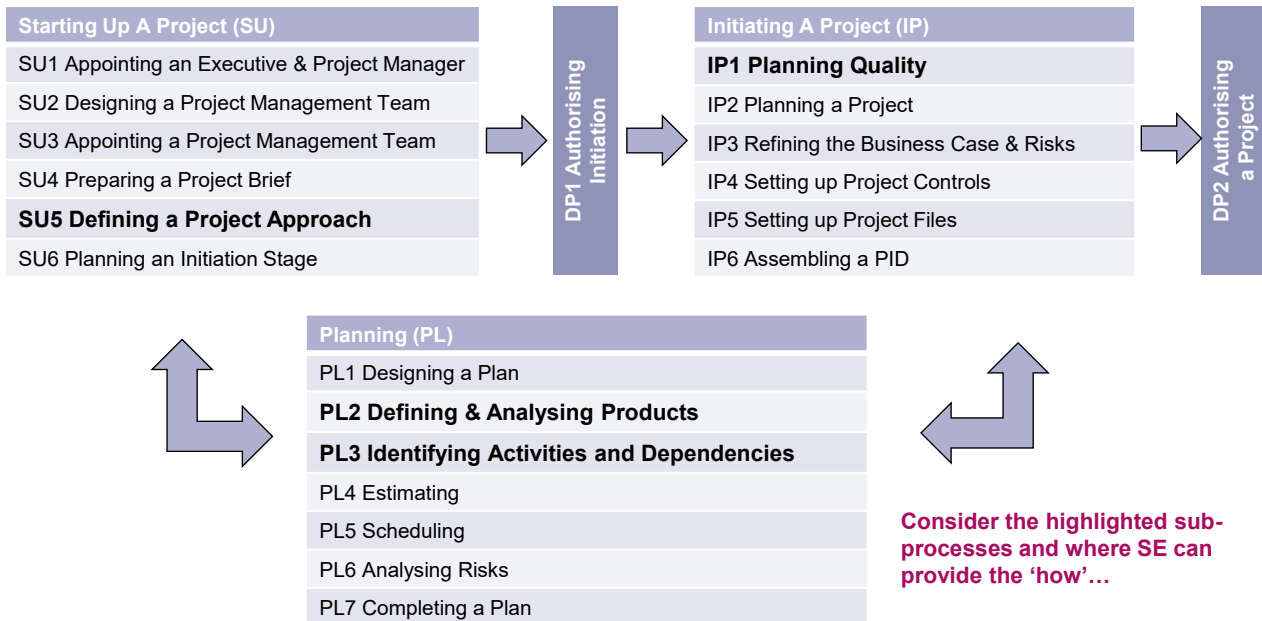 Starting Up A Project (SU)
SU1 Appointing an Executive & Project Manager
SU2 Designing a Project Management Team
SU3 Appointing a Project Management Team
SU4 Preparing a Project Brief
SU5 Defining a Project Approach
SU6 Planning an Initiation Stage
DP1 Authorising
Initiation
Initiating A Project (IP)
IP1 Planning Quality
IP2 Planning a Project
IP3 Refining the Business Case & Risks
IP4 Setting up Project Controls
IP5 Setting up Project Files
IP6 Assembling a PID
DP2 Authorising
a Project
Planning (PL)
PL1 Designing a Plan
PL2 Defining & Analysing Products
PL3 Identifying Activities and Dependencies
PL4 Estimating
PL5 Scheduling
PL6 Analysing Risks
PL7 Completing a Plan
Consider the highlighted sub-
processes and where SE can
provide the ‘how’…